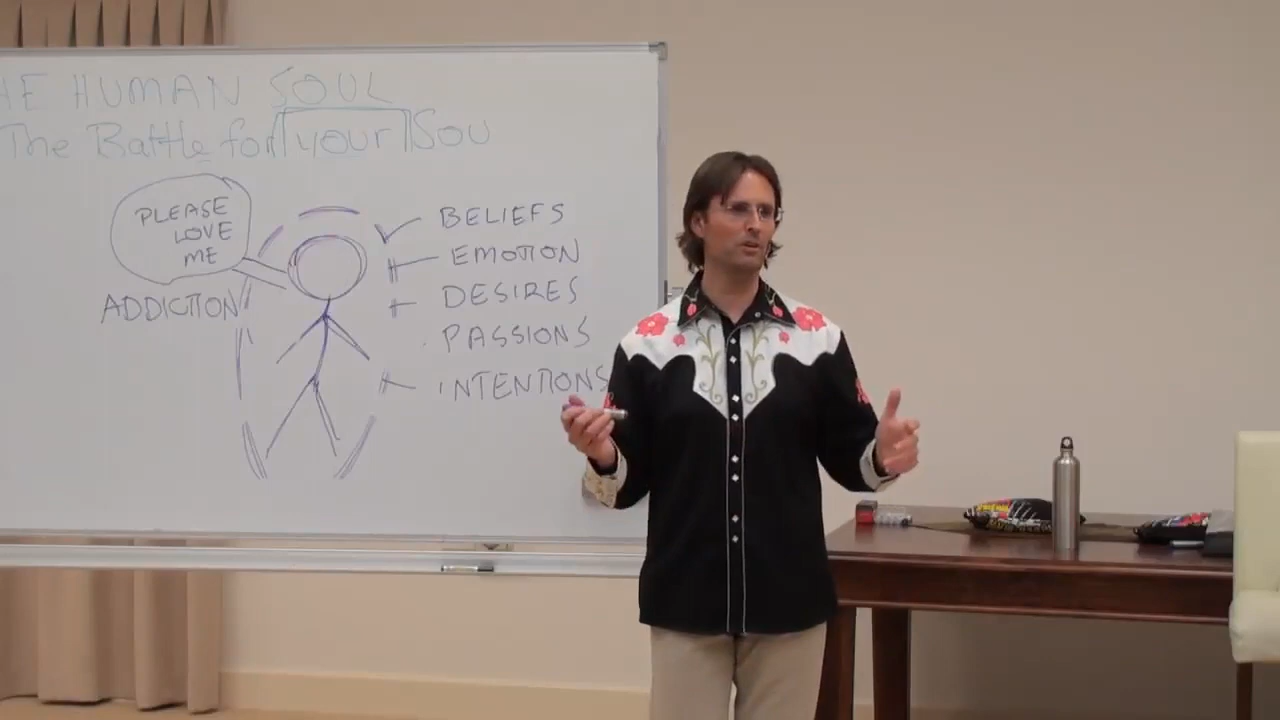 HE HUMAN SOUL
The Battle for your Sou
PLEASE
LOVE
ME
ADDICTION
BELIEFS
EMOTION
DESIRES
PASSIONS
INTENTIONS